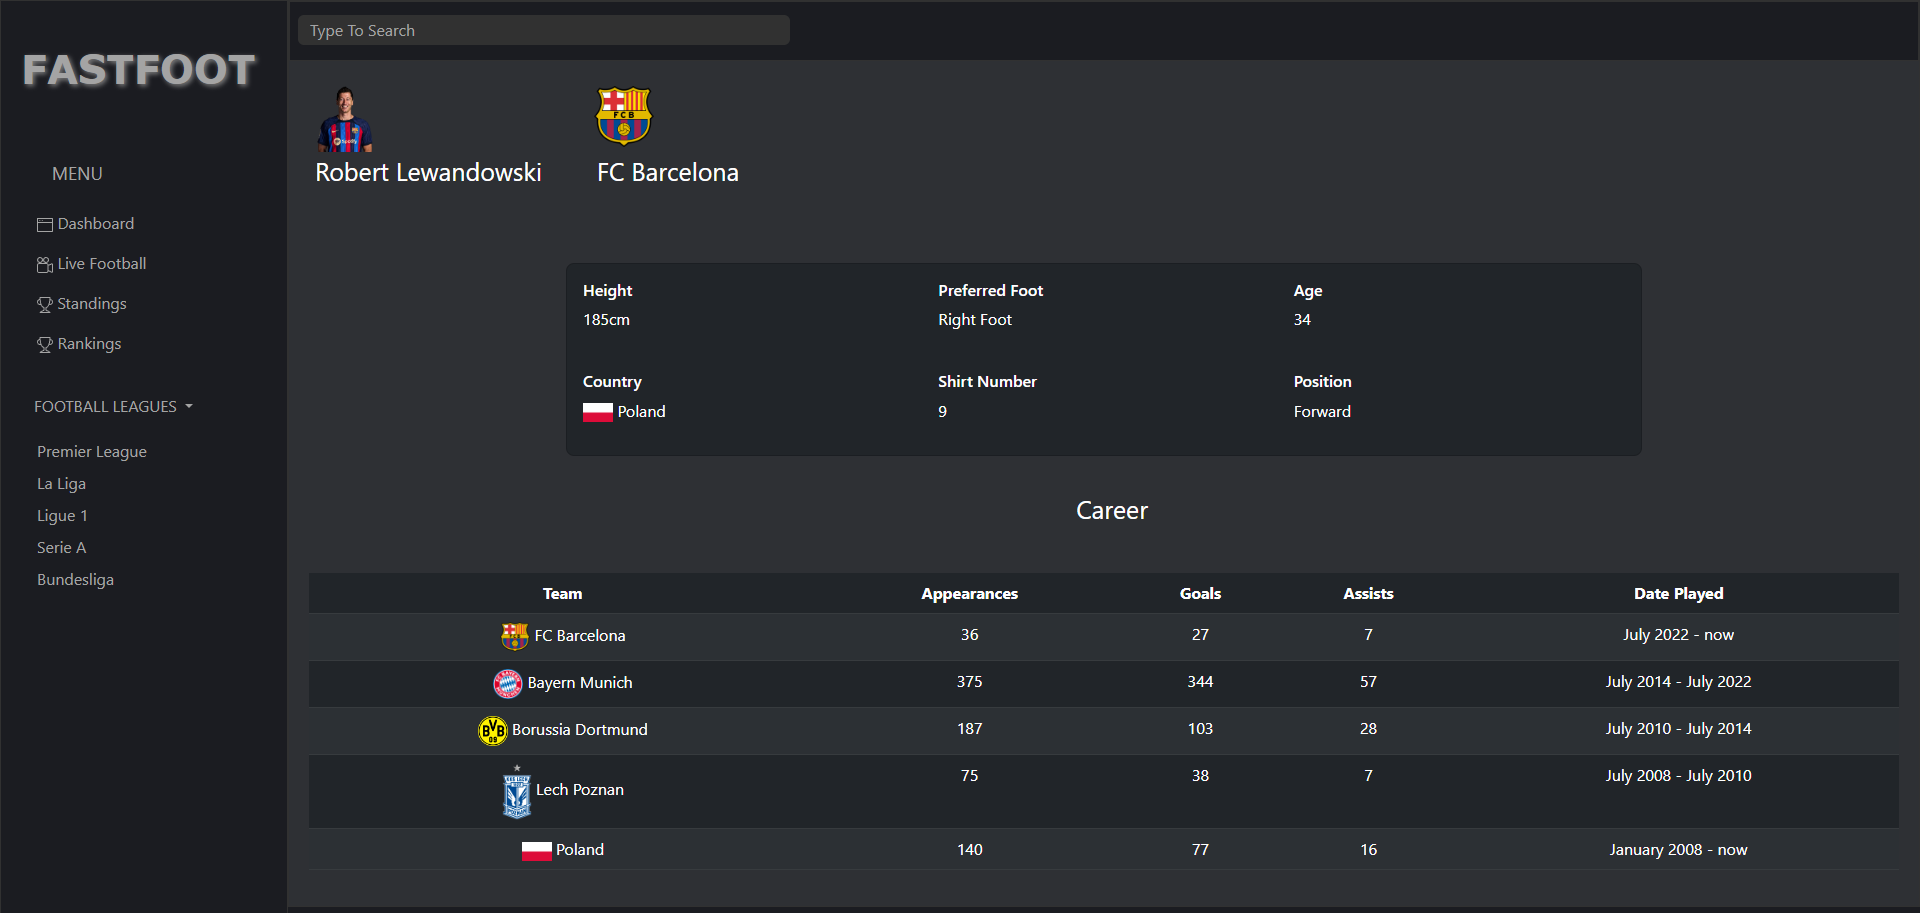 FASTFOOT
MENU
Dashboard
Live Football
Standings
Rankings
FOOTBALL LEAGUES
Premier League
La Liga
Ligue 1
Serie A
Bundesliga
Type To Search
Robert Lewandowski
FCB
FC Barcelona
Height Preferred Foot Age
185cm Right Foot 34
Country Shirt Number Position
Poland 9 Forward
Career
Team Appearances Goals Assists Date Played
FC Barcelona 36 27 7 July 2022 - now
Bayern Munich 375 344 57 July 2014 - July 2022
BVB 09 Borussia Dortmund 187 103 28 July 2010 - July 2014
Lech Poznan 75 38 7 July 2008 - July 2010
Poland 140 77 16 January 2008 - now